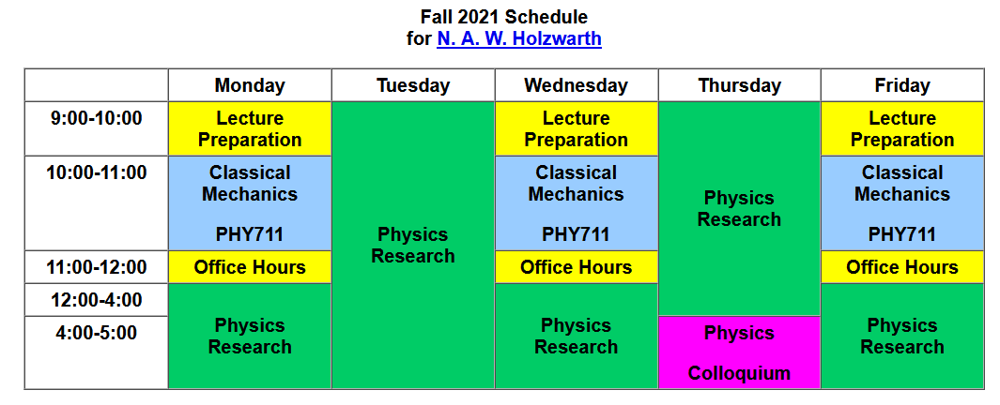 Fall 2021 Schedule
for N. A. W. Holzwarth
Monday Tuesday Wednesday Thursday Friday
9:00-10:00
Lecture
Preparation
Physics
Research
Lecture
Preparation
Physics
Research
Lecture
Preparation
10:00-11:00
Classical
Mechanics
PHY711
Classical
Mechanics
PHY711
Classical
Mechanics
PHY711
11:00-12:00
Office Hours
Office Hours
Office Hours
12:00-4:00
Physics
Research
Physics
Research
Physics
Research
4:00-5:00
Physics
Colloquium